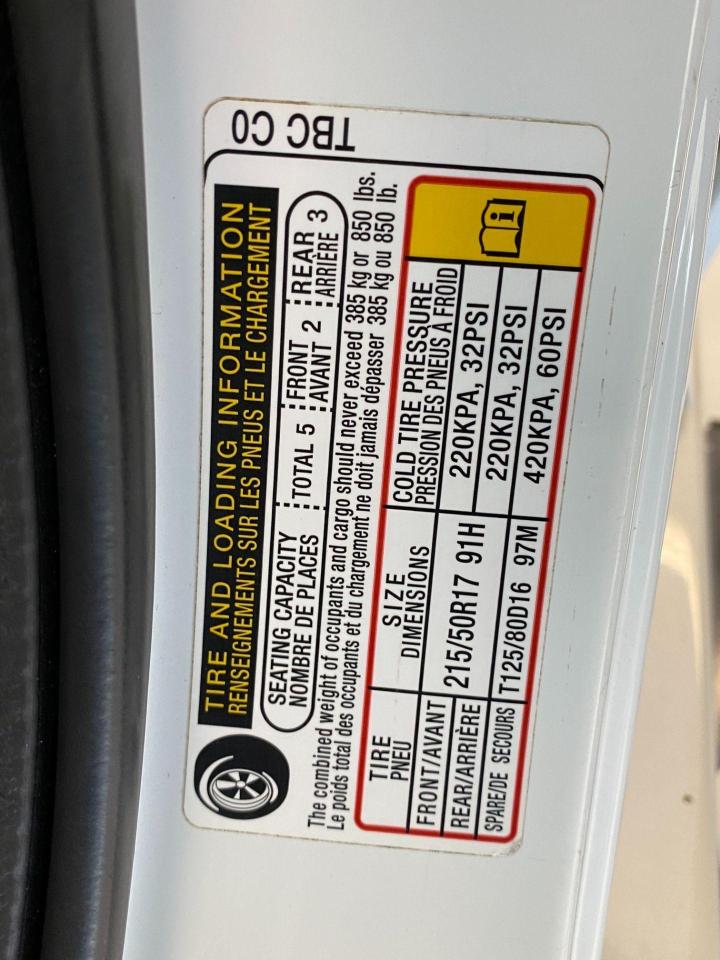 TBC C0
TIRE AND LOADING INFORMATION
RENSEIGNEMENTS SUR LES PNEUS ET LE CHARGEMENT
SEATING CAPACITY TOTAL 5 FRONT 2 REAR 3
NOMBRE DE PLACES AVANT ARRIÈRE
The combined weight of occupants and cargo should never exceed 385 kg or 850 lbs.
Le poids total des occupants et du chargement ne doit jamais dépasser 385 kg ou 850 lb.
TIRE SIZE COLD TIRE PRESSURE
PNEU DIMENSIONS PRESSION DES PNEUS À FROID
FRONT/AVANT 215/50R17 91H 220KPA, 32PSI
REAR/ARRIÈRE 220KPA, 32PSI
SPARE/DE SECOURS T125/80D16 97M 420KPA, 60PSI
i